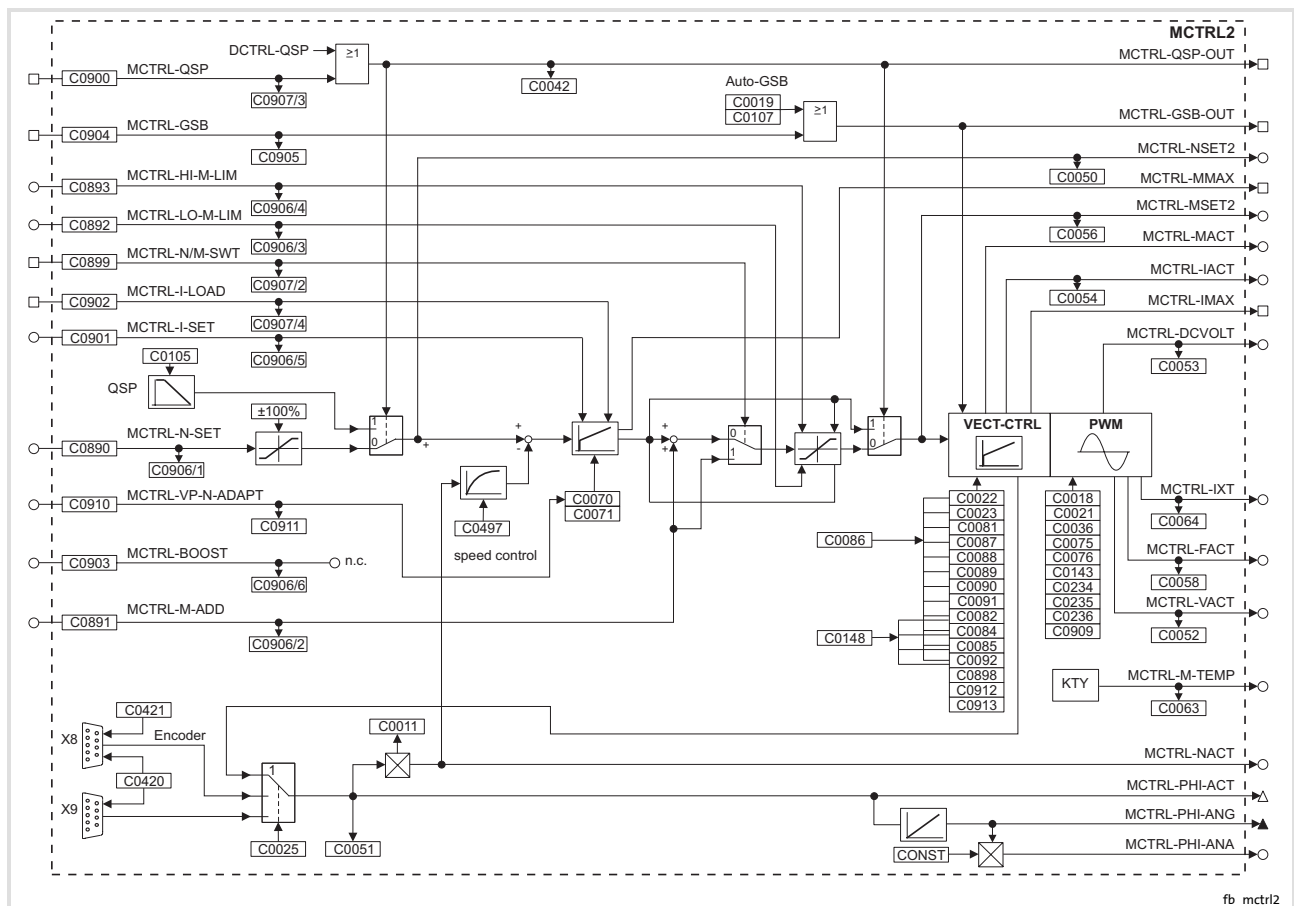 MCTRL2
DCTRL-QSP
≥1
MCTRL-QSP-OUT
C0900
MCTRL-QSP
C0907/3
C0042
Auto-GSB
C0019
C0107
≥1
MCTRL-GSB-OUT
C0904
MCTRL-GSB
C0905
MCTRL-NSET2
C0050
C0893
MCTRL-HI-M-LIM
C0906/4
MCTRL-MMAX
C0892
MCTRL-LO-M-LIM
C0906/3
MCTRL-MSET2
C0056
C0899
MCTRL-N/M-SWT
C0907/2
MCTRL-MACT
C0902
MCTRL-I-LOAD
C0907/4
MCTRL-IACT
C0054
C0901
MCTRL-I-SET
C0906/5
MCTRL-IMAX
MCTRL-DCVOLT
C0053
C0105
QSP
±100%
C0890
MCTRL-N-SET
C0906/1
1
0
+
+
-
C0070
C0071
+
+
0
1
1
0
VECT-CTRL
PWM
C0910
MCTRL-VP-N-ADAPT
C0911
C0497
speed control
C0903
MCTRL-BOOST
C0906/6
n.c.
C0891
MCTRL-M-ADD
C0906/2
C0086
C0148
C0022
C0023
C0081
C0087
C0088
C0089
C0090
C0091
C0082
C0084
C0085
C0092
C0898
C0912
C0913
C0018
C0021
C0036
C0075
C0076
C0143
C0234
C0235
C0236
C0909
MCTRL-IXT
C0064
MCTRL-FACT
C0058
MCTRL-VACT
C0052
KTY
MCTRL-M-TEMP
C0063
C0421
X8
Encoder
C0420
X9
1
C0025
C0051
C0011
MCTRL-NACT
MCTRL-PHI-ACT
MCTRL-PHI-ANG
CONST
MCTRL-PHI-ANA
fb_mctrl2